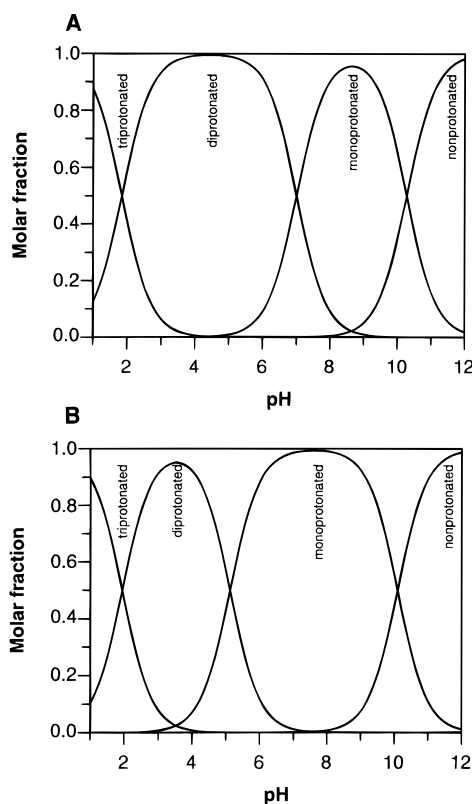 A
Molar fraction
1.0
0.8
0.6
0.4
0.2
0.0
triprotonated
diprotonated
monoprotonated
nonprotonated
2 4 6 8 10 12
pH
B
Molar fraction
1.0
0.8
0.6
0.4
0.2
0.0
triprotonated
diprotonated
monoprotonated
nonprotonated
2 4 6 8 10 12
pH